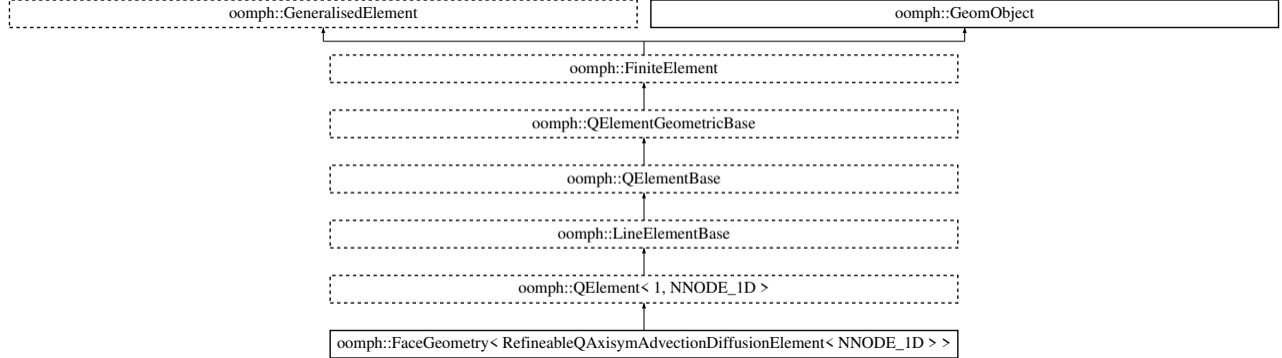 oomph::GeneralisedElement
oomph::GeomObject
oomph::FiniteElement
oomph::QElementGeometricBase
oomph::QElementBase
oomph::LineElementBase
oomph::QElement< 1, NNODE_1D >
oomph::FaceGeometry< RefineableQAxisymAdvectionDiffusionElement< NNODE_1D > >